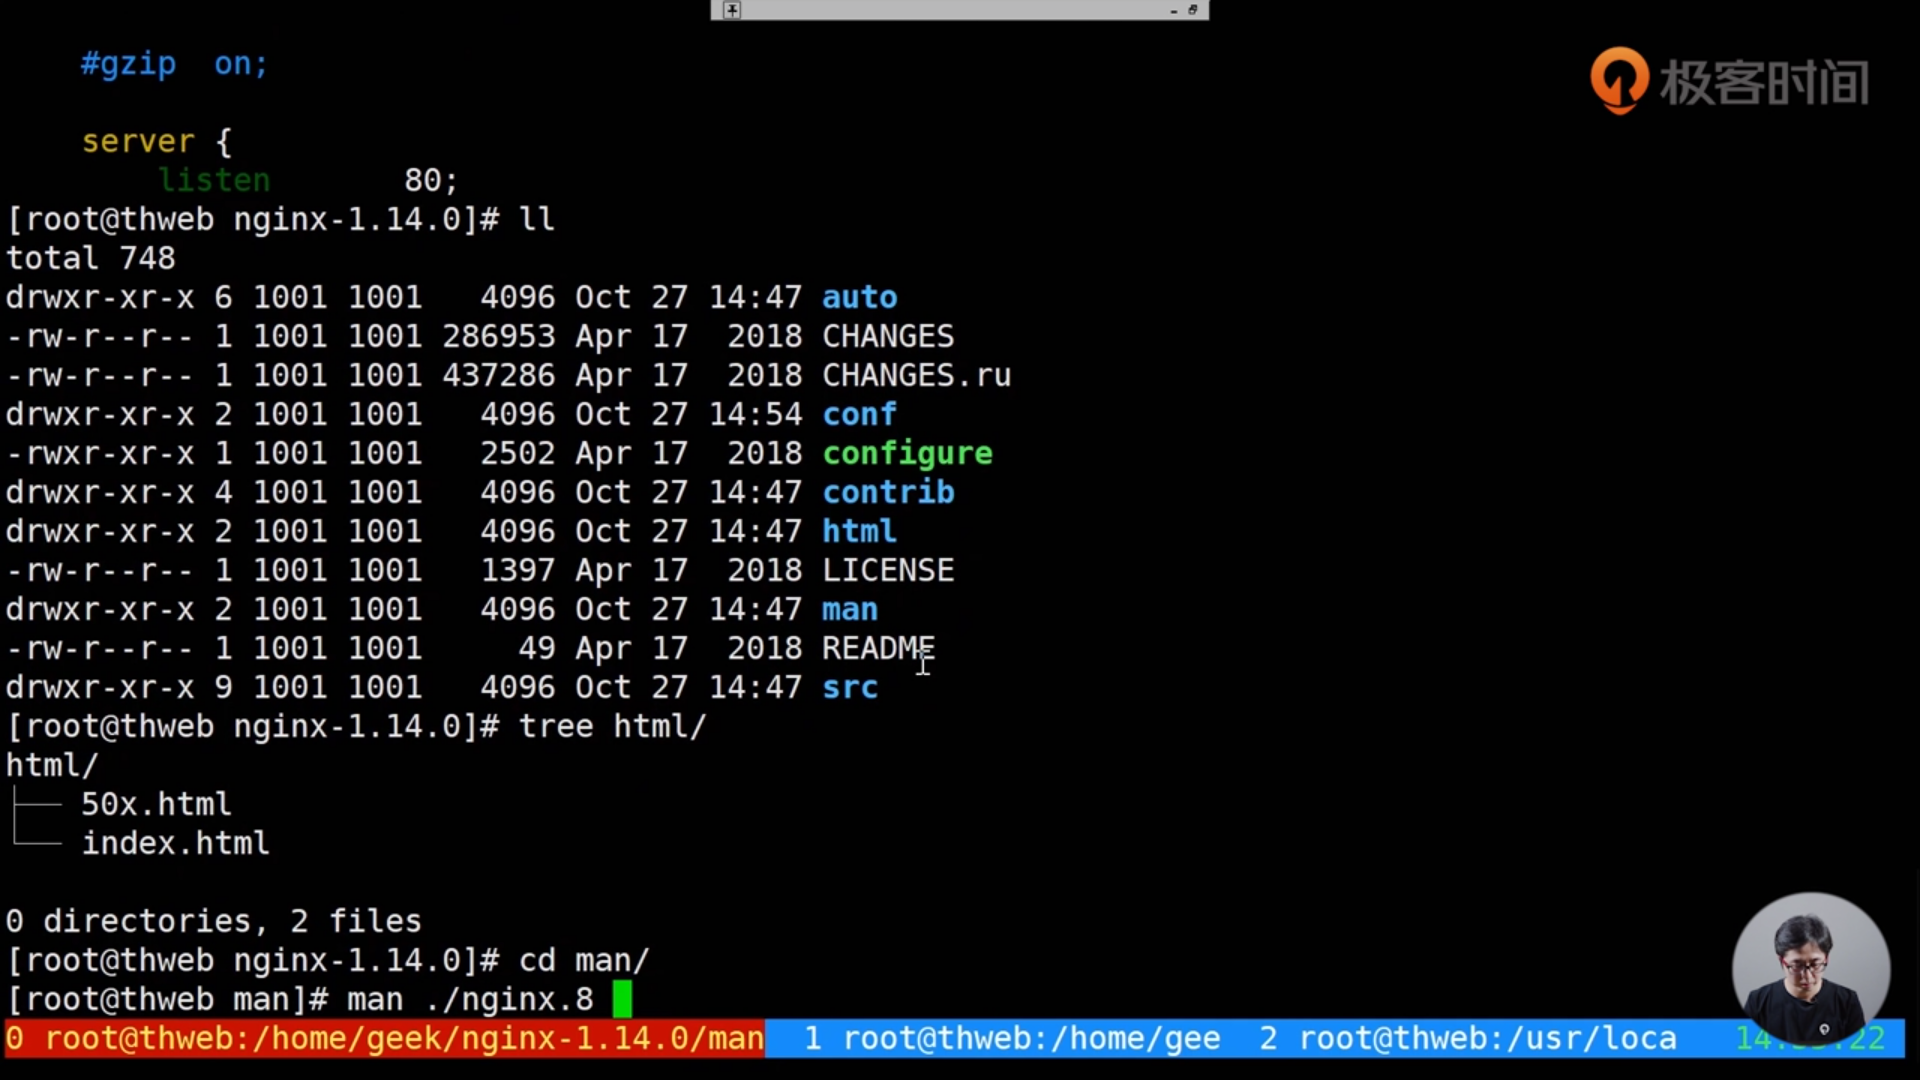 #gzip  on;
极客时间
server {
listen       80;
[root@thweb nginx-1.14.0]# ll
total 748
drwxr-xr-x 6 1001 1001   4096 Oct 27 14:47 auto
-rw-r--r-- 1 1001 1001 286953 Apr 17  2018 CHANGES
-rw-r--r-- 1 1001 1001 437286 Apr 17  2018 CHANGES.ru
drwxr-xr-x 2 1001 1001   4096 Oct 27 14:54 conf
-rwxr-xr-x 1 1001 1001   2502 Apr 17  2018 configure
drwxr-xr-x 4 1001 1001   4096 Oct 27 14:47 contrib
drwxr-xr-x 2 1001 1001   4096 Oct 27 14:47 html
-rw-r--r-- 1 1001 1001   1397 Apr 17  2018 LICENSE
drwxr-xr-x 2 1001 1001   4096 Oct 27 14:47 man
-rw-r--r-- 1 1001 1001     49 Apr 17  2018 README
drwxr-xr-x 9 1001 1001   4096 Oct 27 14:47 src
[root@thweb nginx-1.14.0]# tree html/
html/
├── 50x.html
└── index.html
0 directories, 2 files
[root@thweb nginx-1.14.0]# cd man/
[root@thweb man]# man ./nginx.8
0 root@thweb:/home/geek/nginx-1.14.0/man  1 root@thweb:/home/gee  2 root@thweb:/usr/loca